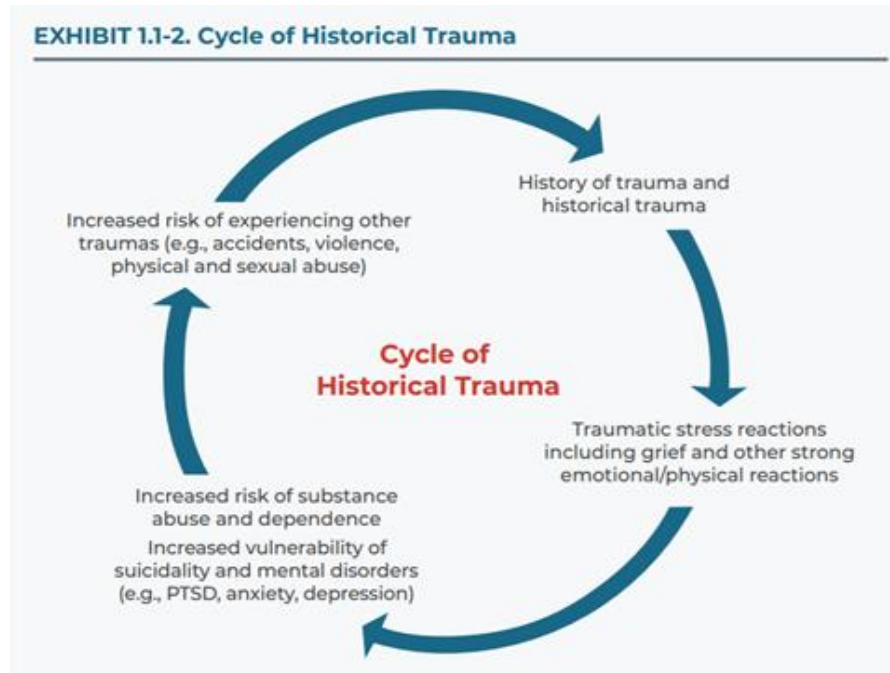 EXHIBIT 1.1-2. Cycle of Historical Trauma
History of trauma and
historical trauma
Traumatic stress reactions
including grief and other strong
emotional/physical reactions
Increased risk of substance
abuse and dependence
Increased vulnerability of
suicidality and mental disorders
(e.g., PTSD, anxiety, depression)
Increased risk of experiencing other
traumas (e.g., accidents, violence,
physical and sexual abuse)
Cycle of
Historical Trauma